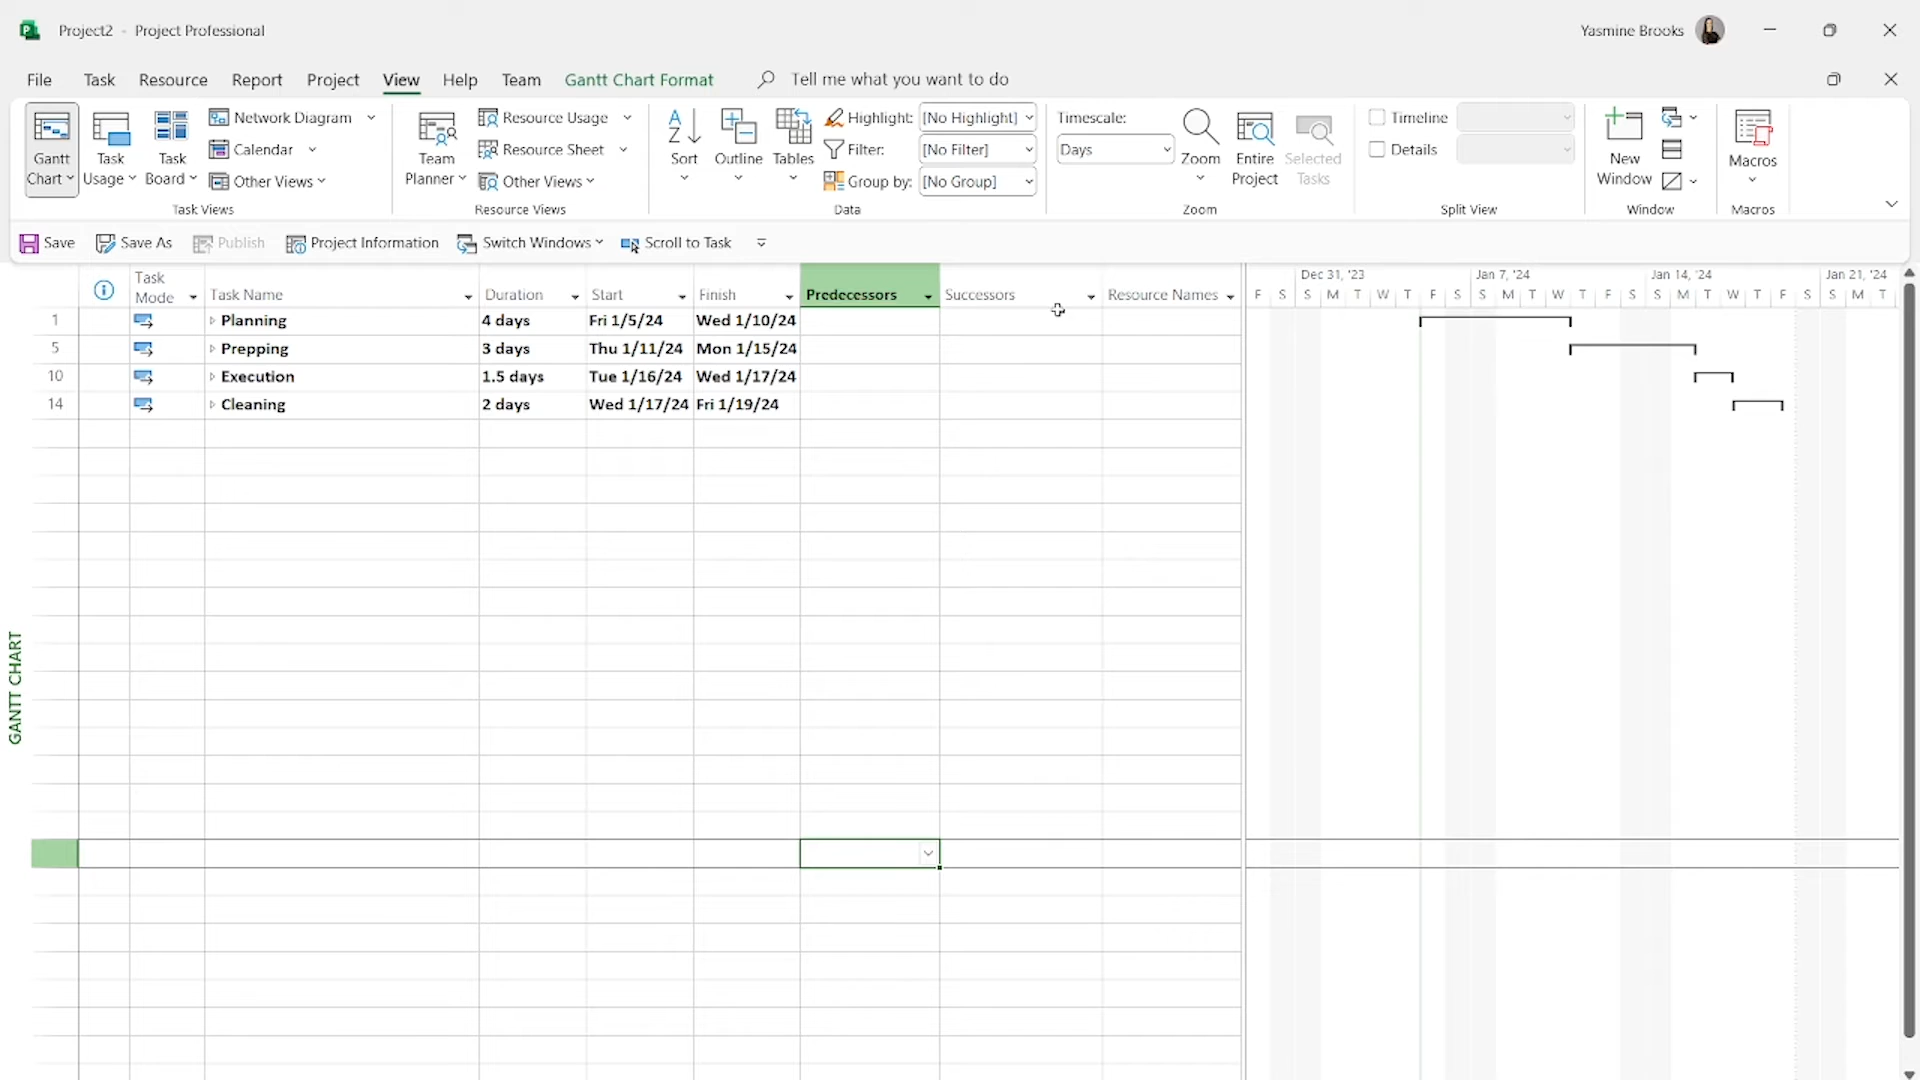 Project2 - Project Professional
Yasmine Brooks
File Task Resource Report Project View Help Team Gantt Chart Format Tell me what you want to do
Gantt Chart
Task Usage
Task Board
Network Diagram
Calendar
Other Views
Task Views
Team Planner
Resource Usage
Resource Sheet
Other Views
Resource Views
Sort
Outline
Tables
Highlight: [No Highlight]
Filter: [No Filter]
Group by: [No Group]
Data
Timescale:
Days
Zoom
Entire Project
Selected Tasks
Zoom
Timeline
Details
Split View
New Window
Window
Macros
Macros
Save Save As Publish Project Information Switch Windows Scroll to Task
Task Mode Task Name Duration Start Finish Predecessors Successors Resource Names
Dec 31, '23 Jan 7, '24 Jan 14, '24 Jan 21, '24
F S S M T W T F S S M T W T F S S M T W T F S S M T
1 Planning 4 days Fri 1/5/24 Wed 1/10/24
5 Prepping 3 days Thu 1/11/24 Mon 1/15/24
10 Execution 1.5 days Tue 1/16/24 Wed 1/17/24
14 Cleaning 2 days Wed 1/17/24 Fri 1/19/24
GANTT CHART